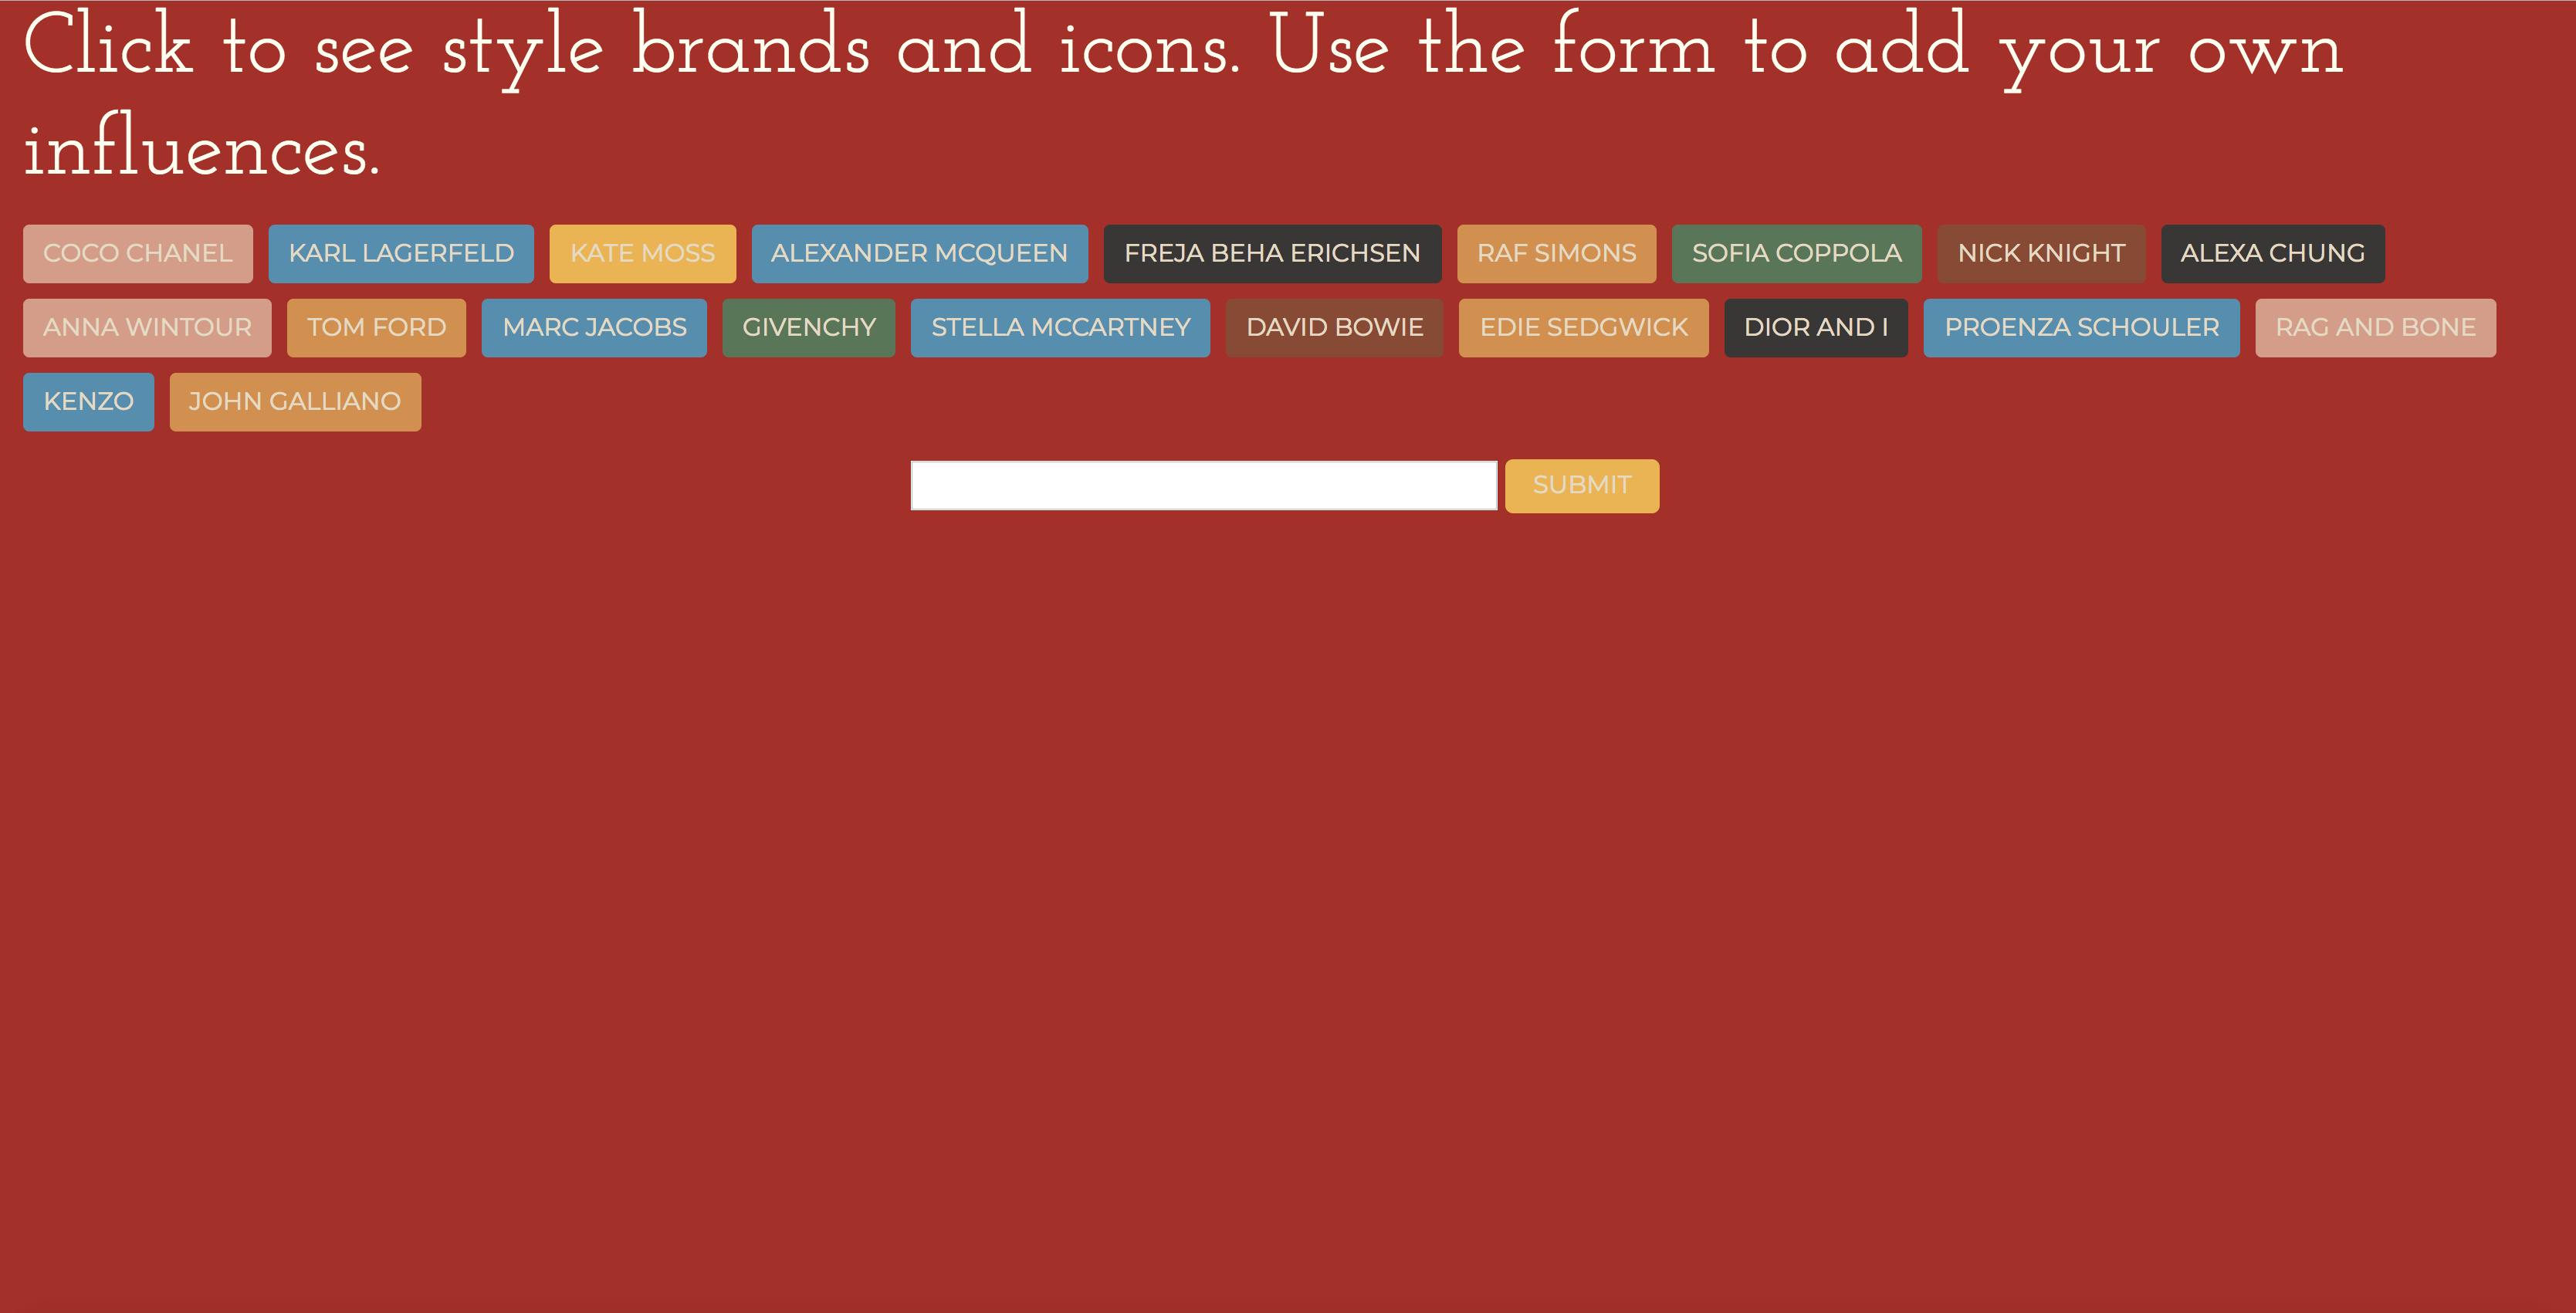 Click to see style brands and icons. Use the form to add your own
influences.
COCO CHANEL KARL LAGERFELD KATE MOSS ALEXANDER MCQUEEN FREJA BEHA ERICHSEN RAF SIMONS SOFIA COPPOLA NICK KNIGHT ALEXA CHUNG
ANNA WINTOUR TOM FORD MARC JACOBS GIVENCHY STELLA MCCARTNEY DAVID BOWIE EDIE SEDGWICK DIOR AND I PROENZA SCHOULER RAG AND BONE
KENZO JOHN GALLIANO
SUBMIT